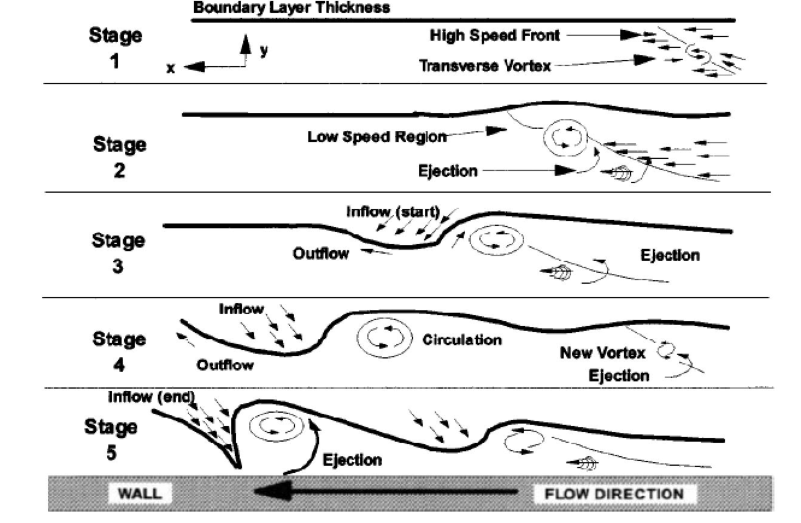 Boundary Layer Thickness
Stage
1
y
x
High Speed Front
Transverse Vortex
Stage
2
Low Speed Region
Ejection
Stage
3
Inflow (start)
Outflow
Ejection
Stage
4
Inflow
Outflow
Circulation
New Vortex
Ejection
Stage
5
Inflow (end)
Ejection
WALL
FLOW DIRECTION